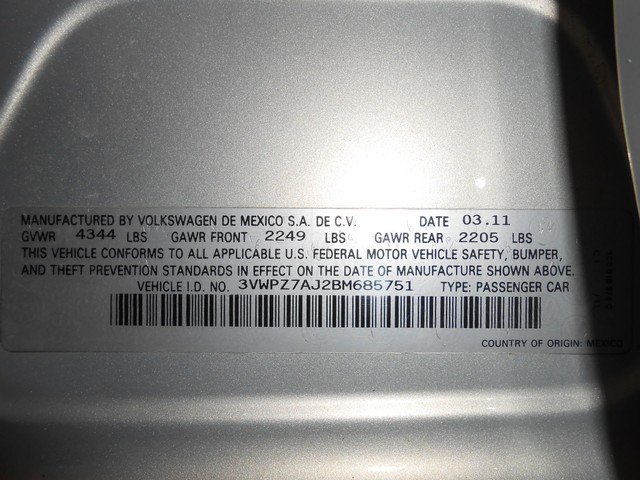 MANUFACTURED BY VOLKSWAGEN DE MEXICO S.A. DE C.V. DATE 03.11
GVWR 4344 LBS GAWR FRONT 2249 LBS GAWR REAR 2205 LBS
THIS VEHICLE CONFORMS TO ALL APPLICABLE U.S. FEDERAL MOTOR VEHICLE SAFETY, BUMPER,
AND THEFT PREVENTION STANDARDS IN EFFECT ON THE DATE OF MANUFACTURE SHOWN ABOVE.
VEHICLE I.D. NO. 3VWPZ7AJ2BM685751 TYPE: PASSENGER CAR
COUNTRY OF ORIGIN: MEXICO